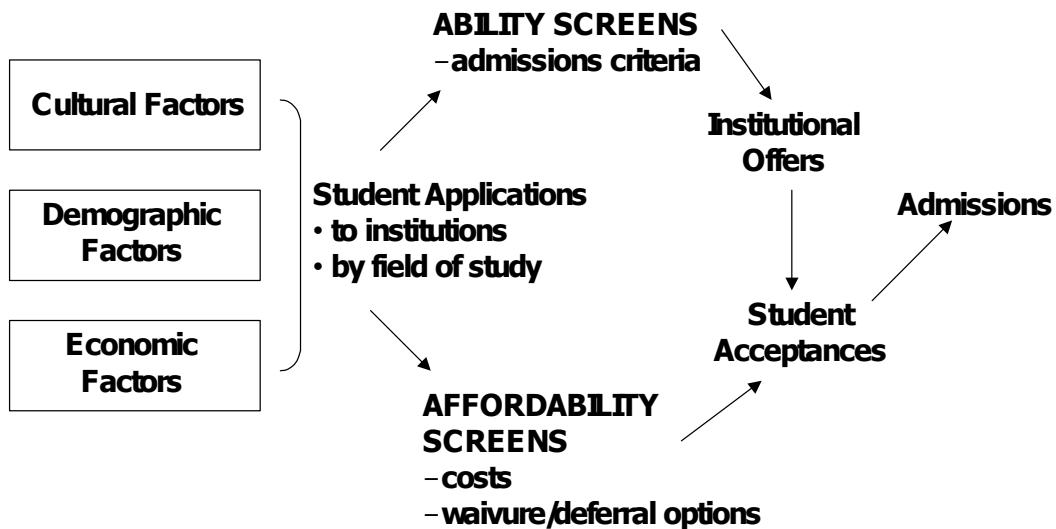 Cultural Factors
Demographic
Factors
Economic
Factors
Student Applications
• to institutions
• by field of study
ABILITY SCREENS
–admissions criteria
AFFORDABILITY
SCREENS
–costs
–waivure/deferral options
Institutional
Offers
Student
Acceptances
Admissions